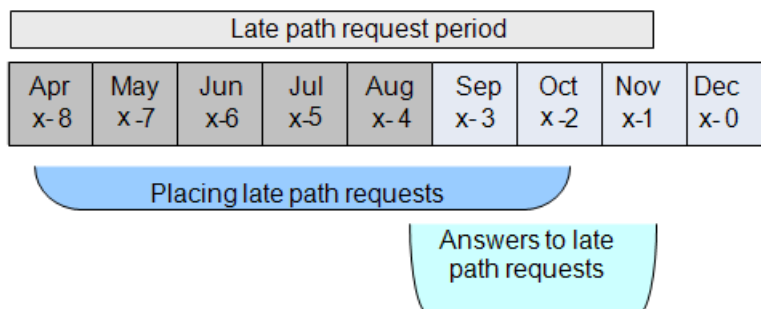 Late path request period
Apr May Jun Jul Aug Sep Oct Nov Dec
x- 8 x -7 x-6 x-5 x- 4 x- 3 x -2 x-1 x- 0
Placing late path requests
Answers to late
path requests